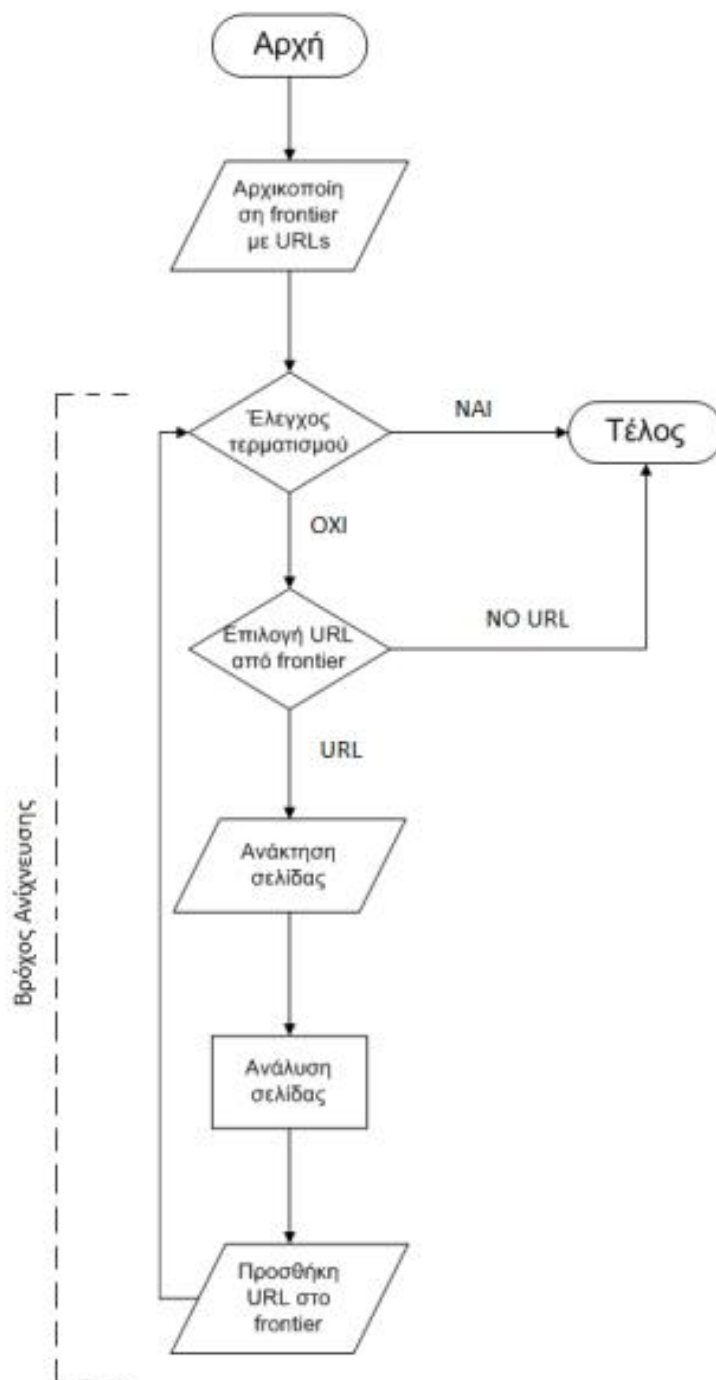 Αρχή
Αρχικοποίη
ση frontier
με URLs
Έλεγχος
τερματισμού
ΝΑΙ
Τέλος
ΟΧΙ
Επιλογή URL
από frontier
NO URL
URL
Ανάκτηση
σελίδας
Βρόχος Ανίχνευσης
Ανάλυση
σελίδας
Προσθήκη
URL στο
frontier